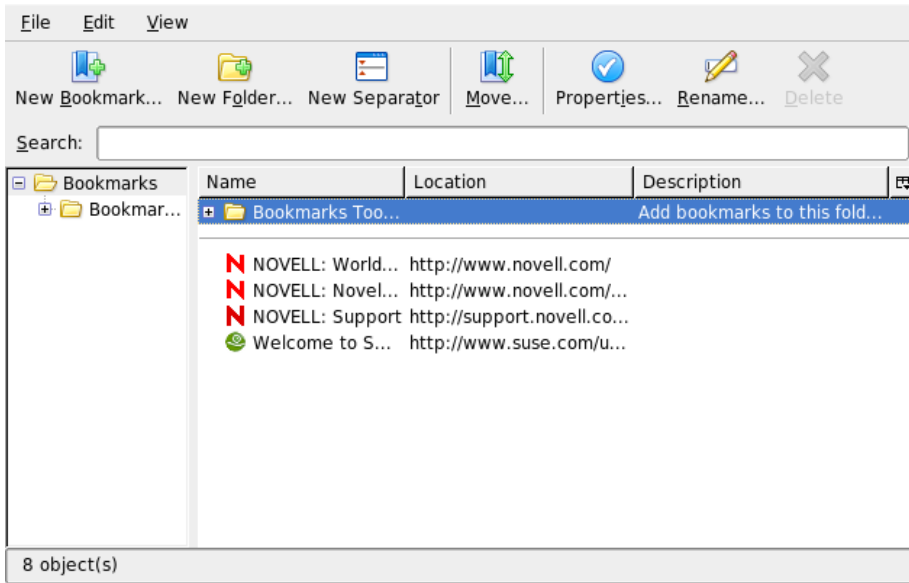 File Edit View
New Bookmark... New Folder... New Separator Move... Properties... Rename... Delete
Search:
Bookmarks
Bookmar...
Name Location Description
Bookmarks Too... Add bookmarks to this fold...
NOVELL: World... http://www.novell.com/
NOVELL: Novel... http://www.novell.com/...
NOVELL: Support http://support.novell.co...
Welcome to S... http://www.suse.com/u...
8 object(s)